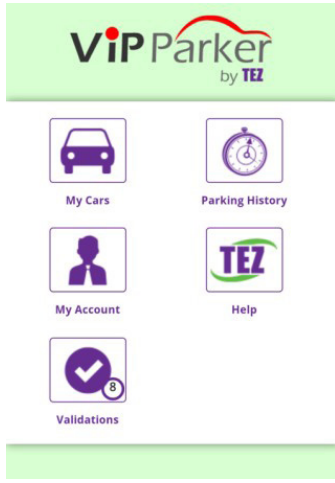 ViP Parker
by TEZ
My Cars
Parking History
My Account
TEZ
Help
8
Validations